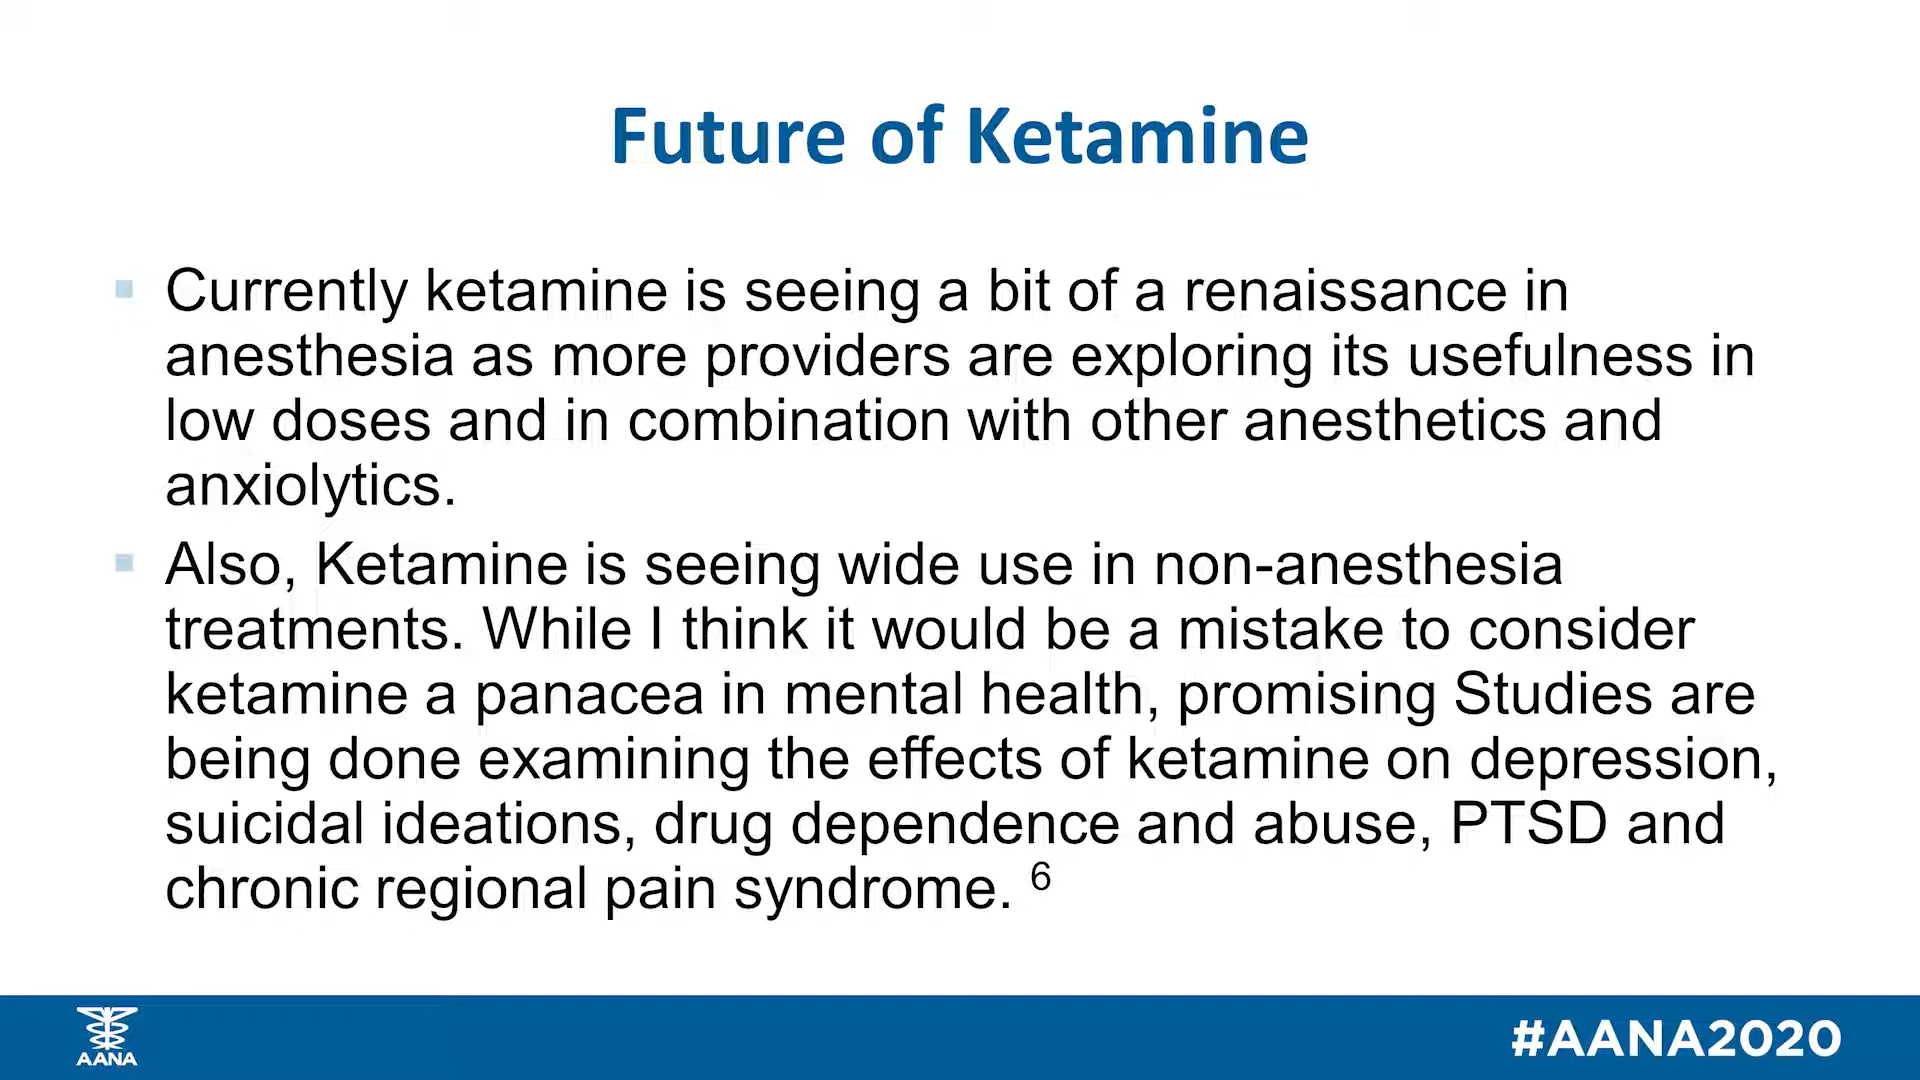 Future of Ketamine
Currently ketamine is seeing a bit of a renaissance in
anesthesia as more providers are exploring its usefulness in
low doses and in combination with other anesthetics and
anxiolytics.
Also, Ketamine is seeing wide use in non-anesthesia
treatments. While I think it would be a mistake to consider
ketamine a panacea in mental health, promising Studies are
being done examining the effects of ketamine on depression,
suicidal ideations, drug dependence and abuse, PTSD and
chronic regional pain syndrome. 6
AANA
#AANA2020